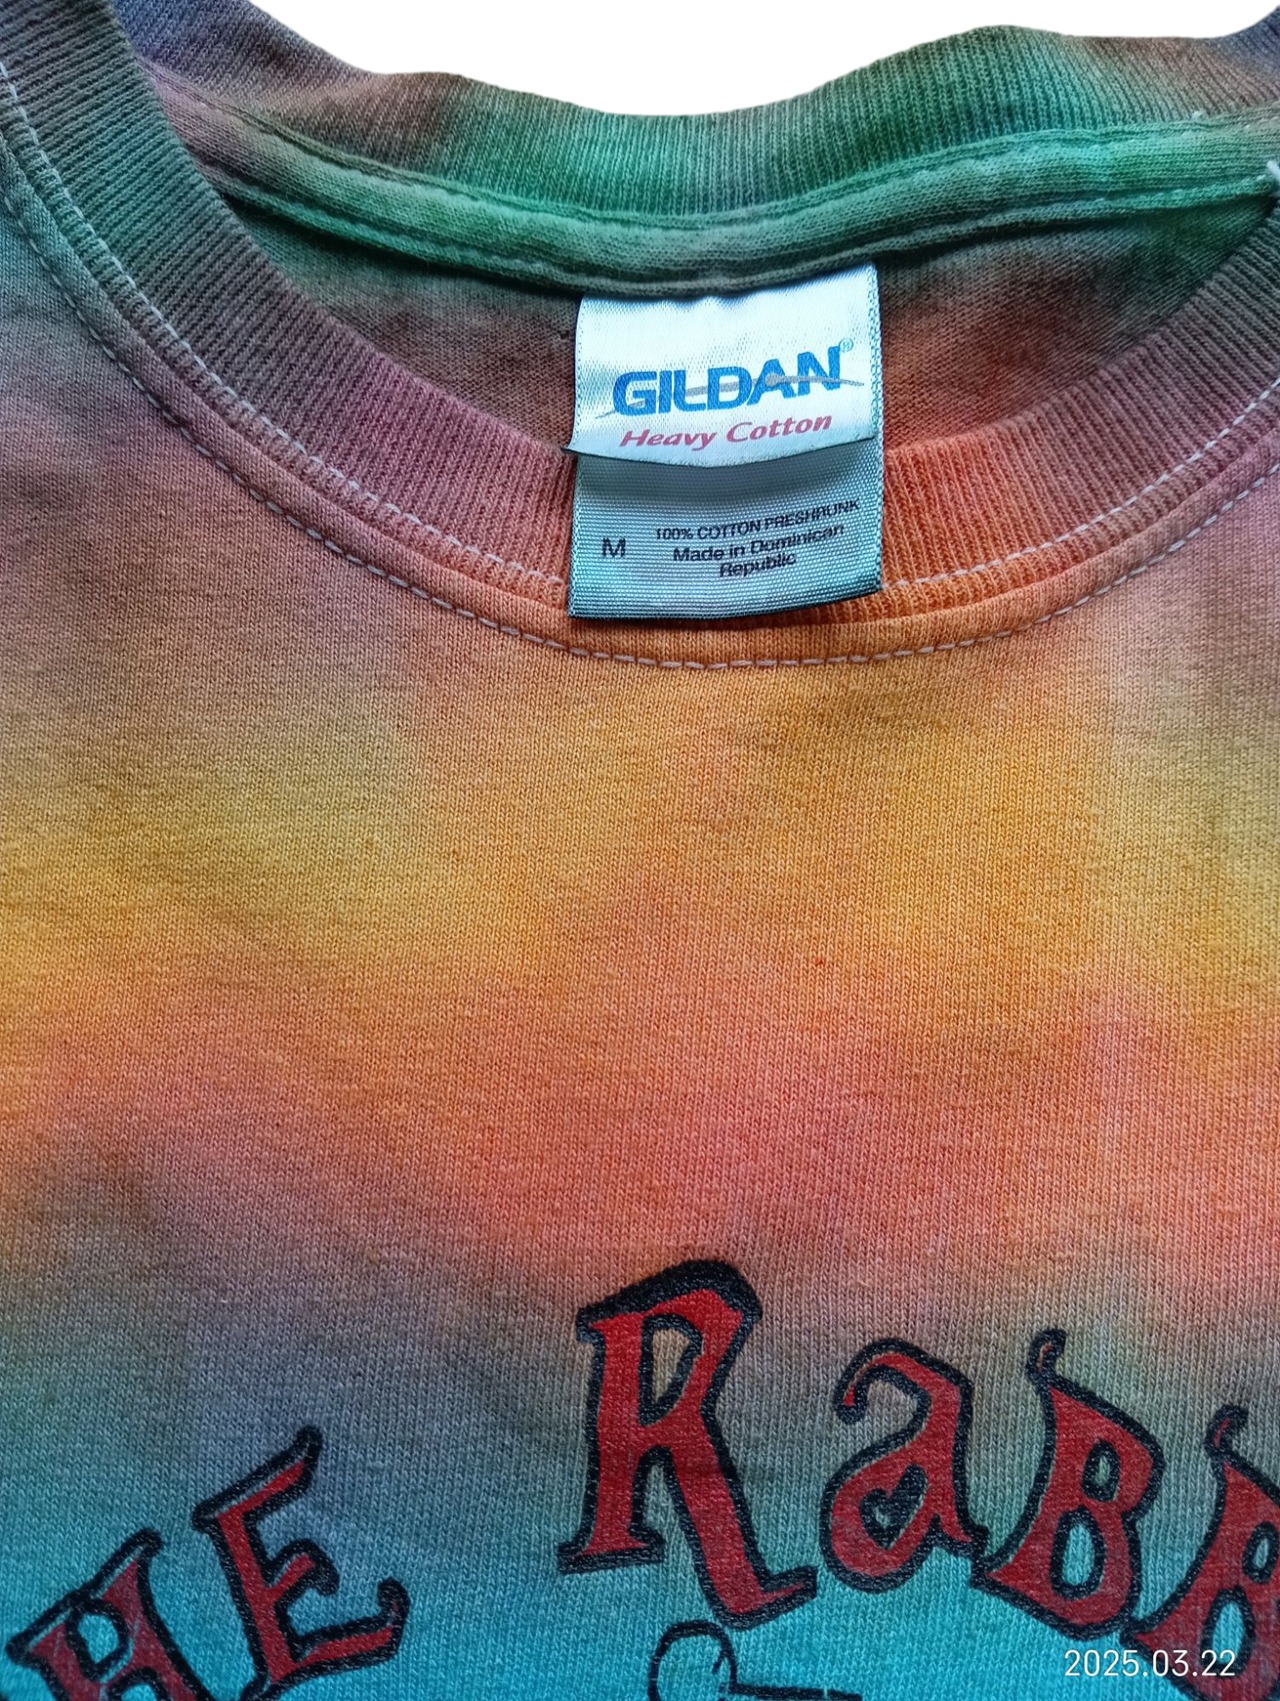 GILDAN®
Heavy Cotton
M
100% COTTON PRESHRUNK
Made in Dominican
Republic
HE RaBB
2025.03.22